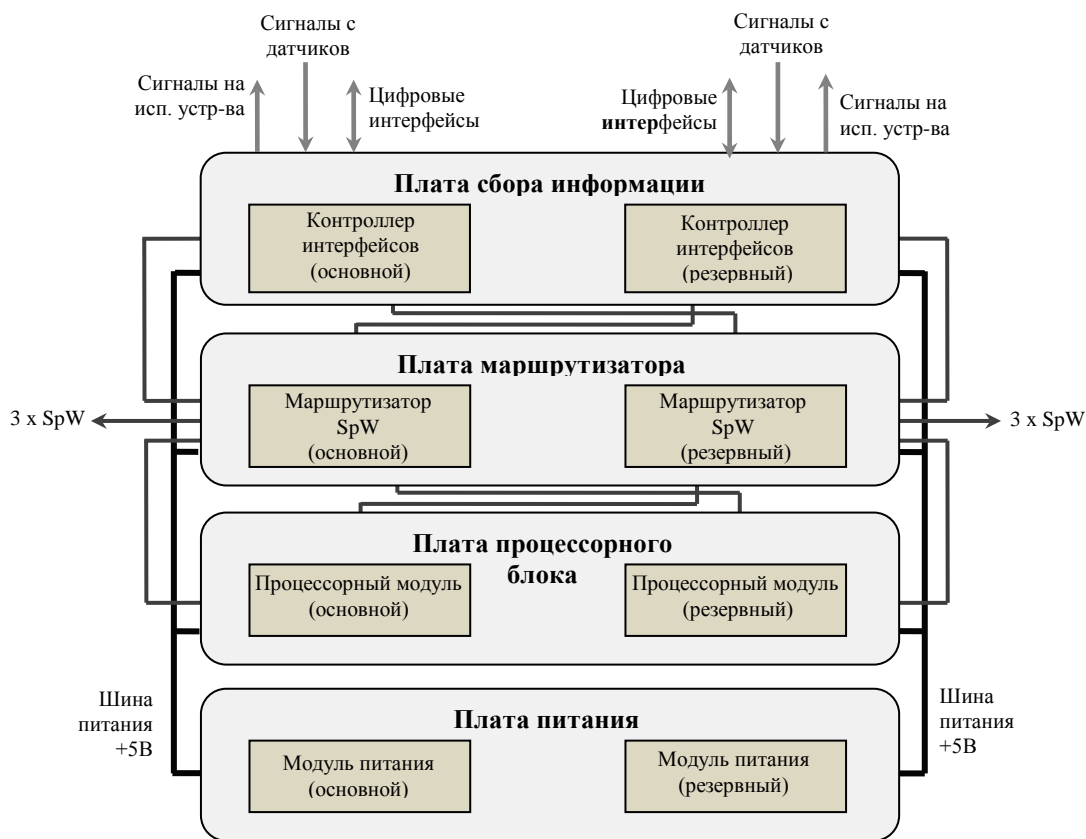 Сигналы с
датчиков
Сигналы с
датчиков
Сигналы на
исп. устр-ва
Цифровые
интерфейсы
Цифровые
интерфейсы
Сигналы на
исп. устр-ва
Плата сбора информации
Контроллер
интерфейсов
(основной)
Контроллер
интерфейсов
(резервный)
Плата маршрутизатора
3 x SpW
Маршрутизатор
SpW
(основной)
Маршрутизатор
SpW
(резервный)
3 x SpW
Плата процессорного
блока
Процессорный модуль
(основной)
Процессорный модуль
(резервный)
Шина
питания
+5В
Шина
питания
+5В
Плата питания
Модуль питания
(основной)
Модуль питания
(резервный)